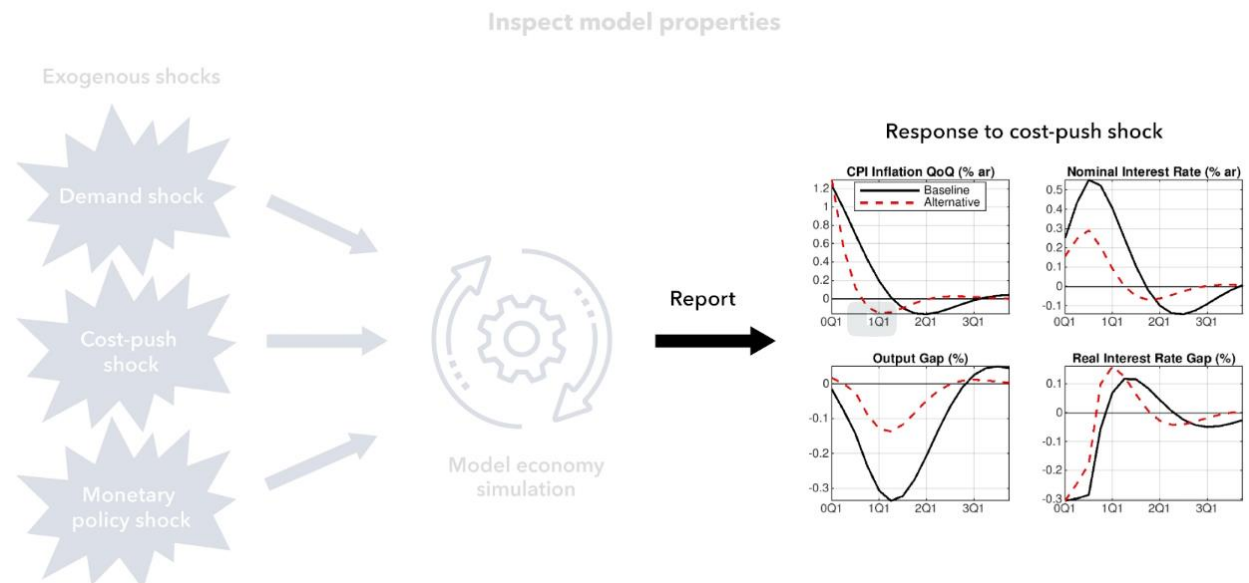 Inspect model properties
Exogenous shocks
Demand shock
Cost-push
shock
Monetary
policy shock
Model economy
simulation
Report
Response to cost-push shock
CPI Inflation QoQ (% ar)
1.2
1
0.8
0.6
0.4
0.2
0
0Q1 1Q1 2Q1 3Q1
Baseline
Alternative
Nominal Interest Rate (% ar)
0.5
0.4
0.3
0.2
0.1
0
-0.1
0Q1 1Q1 2Q1 3Q1
Output Gap (%)
0
-0.1
-0.2
-0.3
0Q1 1Q1 2Q1 3Q1
Real Interest Rate Gap (%)
0.1
0
-0.1
-0.2
-0.3
0Q1 1Q1 2Q1 3Q1